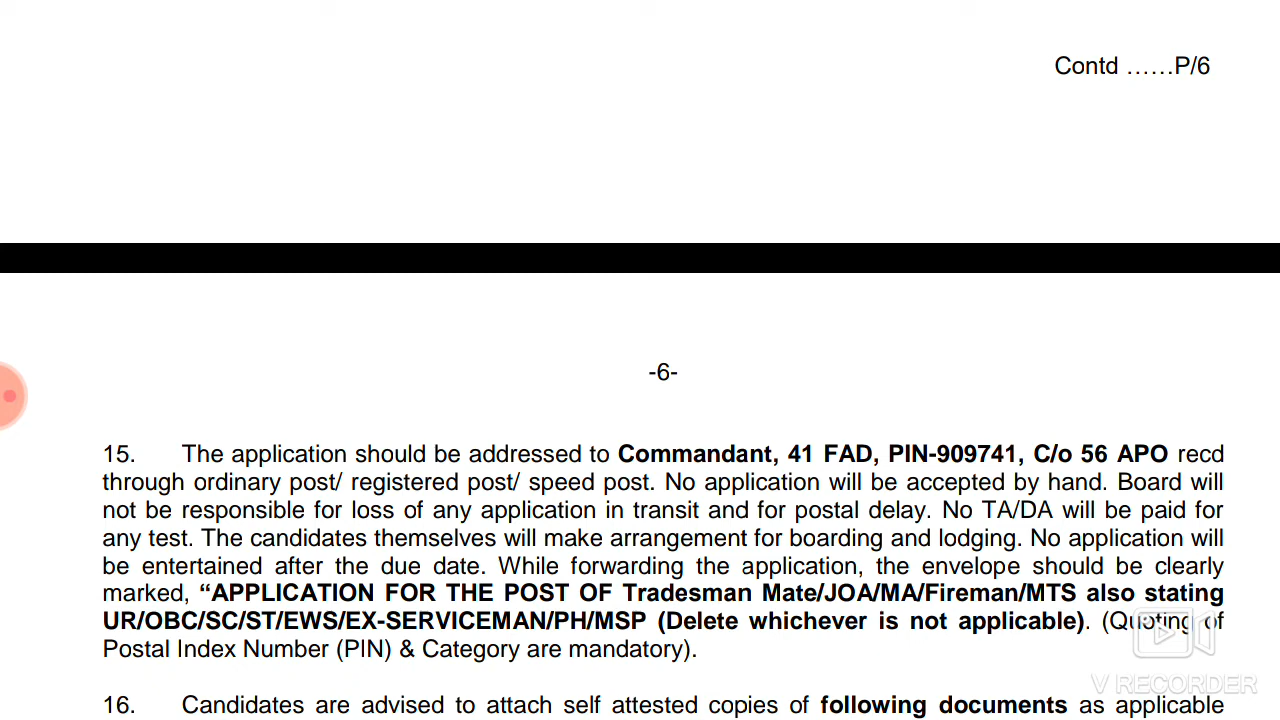 Contd ......P/6
-6-
15. The application should be addressed to Commandant, 41 FAD, PIN-909741, C/o 56 APO recd
through ordinary post/ registered post/ speed post. No application will be accepted by hand. Board will
not be responsible for loss of any application in transit and for postal delay. No TA/DA will be paid for
any test. The candidates themselves will make arrangement for boarding and lodging. No application will
be entertained after the due date. While forwarding the application, the envelope should be clearly
marked, “APPLICATION FOR THE POST OF Tradesman Mate/JOA/MA/Fireman/MTS also stating
UR/OBC/SC/ST/EWS/EX-SERVICEMAN/PH/MSP (Delete whichever is not applicable). (Quoting of
Postal Index Number (PIN) & Category are mandatory).
V RECORDER
16. Candidates are advised to attach self attested copies of following documents as applicable